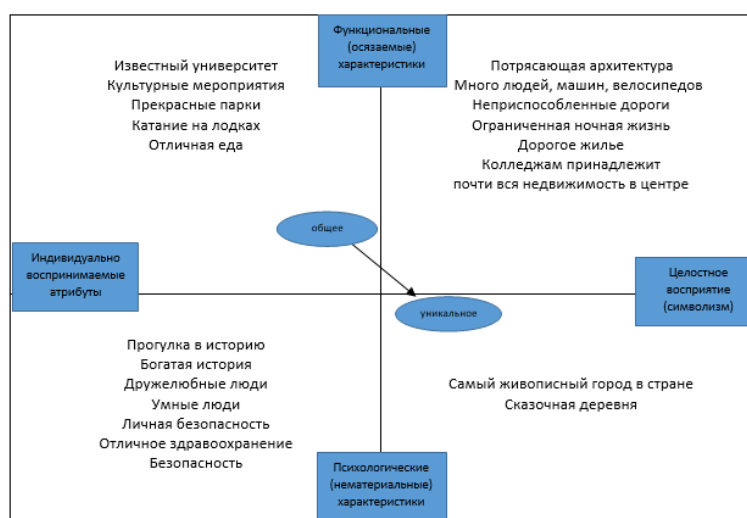 Функциональные
(осязаемые)
характеристики
Известный университет
Культурные мероприятия
Прекрасные парки
Катание на лодках
Отличная еда
Потрясающая архитектура
Много людей, машин, велосипедов
Неприспособленные дороги
Ограниченная ночная жизнь
Дорогое жилье
Колледжам принадлежит
почти вся недвижимость в центре
общее
Индивидуально
воспринимаемые
атрибуты
Целостное
восприятие
(символизм)
уникальное
Прогулка в историю
Богатая история
Дружелюбные люди
Умные люди
Личная безопасность
Отличное здравоохранение
Безопасность
Самый живописный город в стране
Сказочная деревня
Психологические
(нематериальные)
характеристики